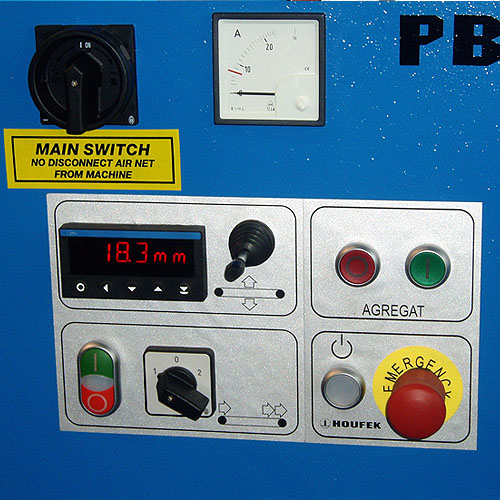 I ON
A
10
20
PB
MAIN SWITCH
NO DISCONNECT AIR NET
FROM MACHINE
18.3mm
AGREGAT
1 0 2
EMERGENCY
HOUFEK